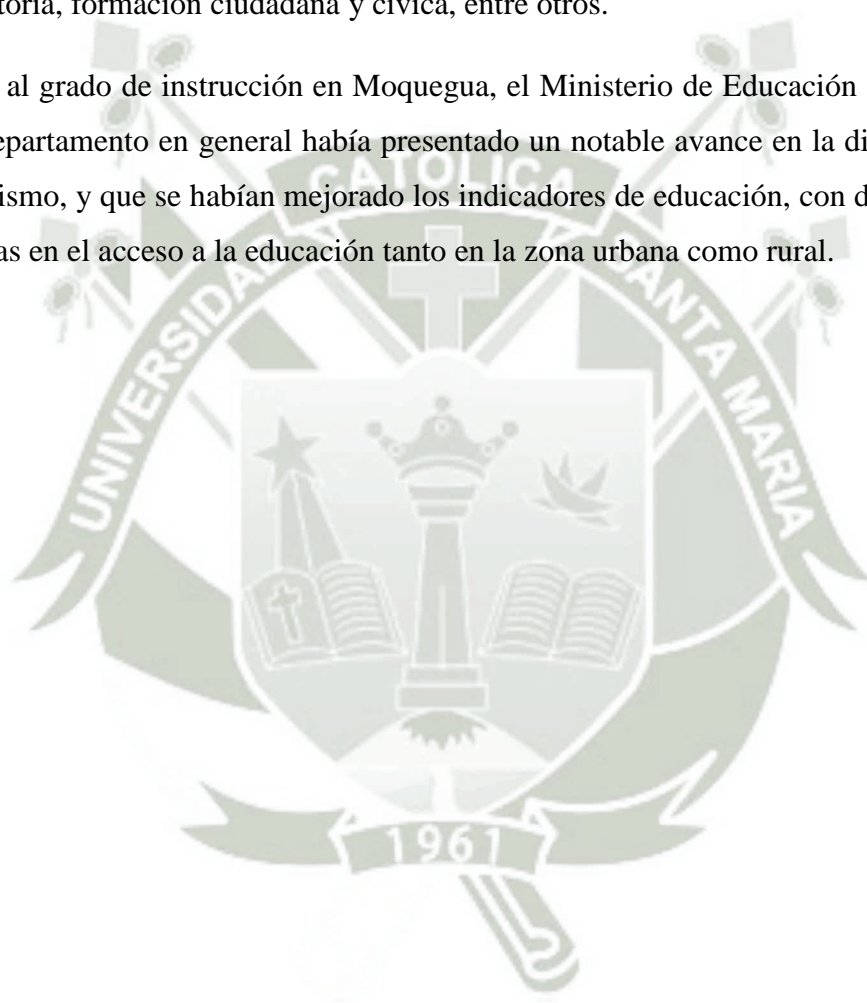 toria, formación ciudadana y cívica, entre otros.
al grado de instrucción en Moquegua, el Ministerio de Educación
epartamento en general había presentado un notable avance en la di
ismo, y que se habían mejorado los indicadores de educación, con d
as en el acceso a la educación tanto en la zona urbana como rural.
UNIVERSIDAD CATOLICA SANTA MARIA
1961